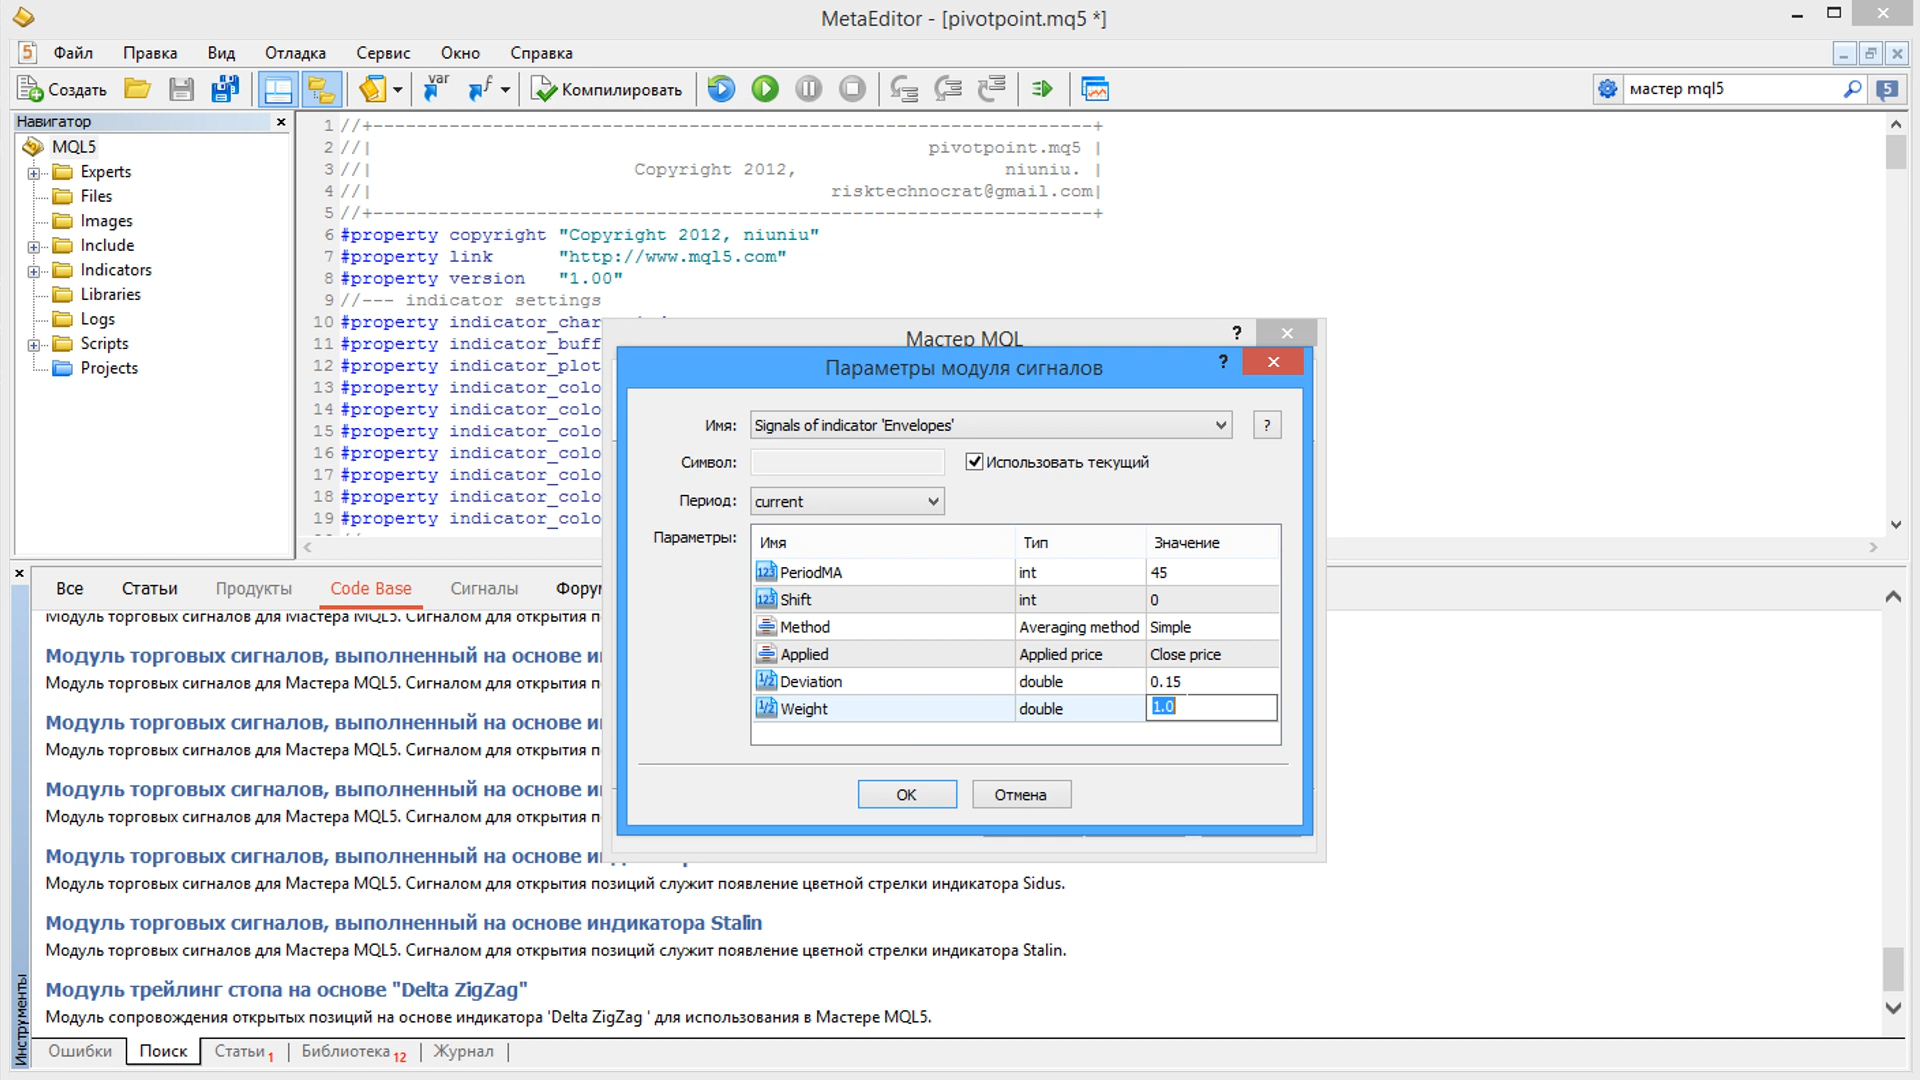 MetaEditor - [pivotpoint.mq5 *]
Файл Правка Вид Отладка Сервис Окно Справка
Создать var f Компилировать мастер mql5 5
Навигатор
MQL5
Experts
Files
Images
Include
Indicators
Libraries
Logs
Scripts
Projects
1 //+------------------------------------------------------------------+
2 //| pivotpoint.mq5 |
3 //| Copyright 2012, niuniu. |
4 //| risktechnocrat@gmail.com|
5 //+------------------------------------------------------------------+
6 #property copyright "Copyright 2012, niuniu"
7 #property link "http://www.mql5.com"
8 #property version "1.00"
9 //--- indicator settings
10 #property indicator_char
11 #property indicator_buff
12 #property indicator_plot
13 #property indicator_colo
14 #property indicator_colo
15 #property indicator_colo
16 #property indicator_colo
17 #property indicator_colo
18 #property indicator_colo
19 #property indicator_colo
Мастер MQL ?
Параметры модуля сигналов ?
Имя: Signals of indicator 'Envelopes' ?
Символ: Использовать текущий
Период: current
Параметры:
Имя Тип Значение
PeriodMA int 45
Shift int 0
Method Averaging method Simple
Applied Applied price Close price
Deviation double 0.15
Weight double 1.0
OK Отмена
Все Статьи Продукты Code Base Сигналы Фору
Модуль торговых сигналов для Мастера MQL5. Сигналом для открытия п
Модуль торговых сигналов, выполненный на основе и
Модуль торговых сигналов для Мастера MQL5. Сигналом для открытия п
Модуль торговых сигналов, выполненный на основе и
Модуль торговых сигналов для Мастера MQL5. Сигналом для открытия п
Модуль торговых сигналов, выполненный на основе и
Модуль торговых сигналов для Мастера MQL5. Сигналом для открытия п
Модуль торговых сигналов, выполненный на основе
Модуль торговых сигналов для Мастера MQL5. Сигналом для открытия позиций служит появление цветной стрелки индикатора Sidus.
Модуль торговых сигналов, выполненный на основе индикатора Stalin
Модуль торговых сигналов для Мастера MQL5. Сигналом для открытия позиций служит появление цветной стрелки индикатора Stalin.
Модуль трейлинг стопа на основе "Delta ZigZag"
Модуль сопровождения открытых позиций на основе индикатора 'Delta ZigZag ' для использования в Мастере MQL5.
Инструменты
Ошибки Поиск Статьи 1 Библиотека 12 Журнал